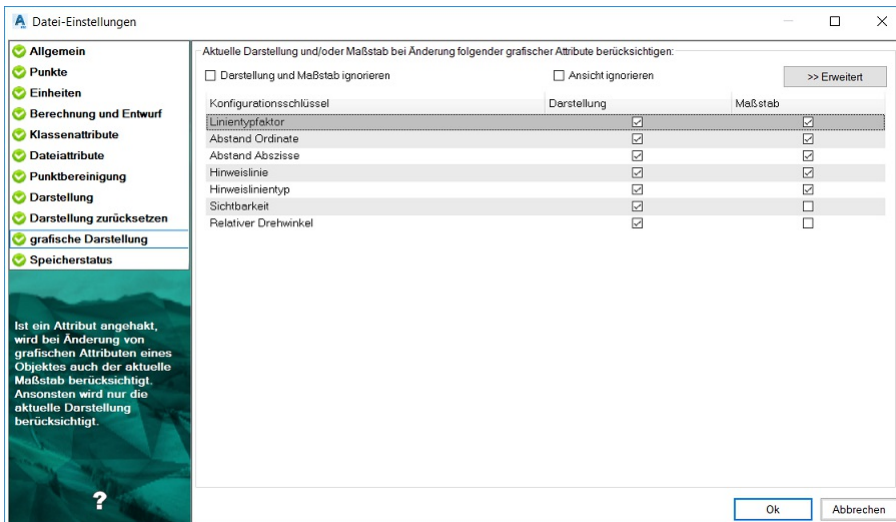 Datei-Einstellungen
Allgemein
Punkte
Einheiten
Berechnung und Entwurf
Klassenattribute
Dateiattribute
Punktbereinigung
Darstellung
Darstellung zurücksetzen
grafische Darstellung
Speicherstatus
Ist ein Attribut angehakt,
wird bei Änderung von
grafischen Attributen eines
Objektes auch der aktuelle
Maßstab berücksichtigt.
Ansonsten wird nur die
aktuelle Darstellung
berücksichtigt.
?
Aktuelle Darstellung und/oder Maßstab bei Änderung folgender grafischer Attribute berücksichtigen:
Darstellung und Maßstab ignorieren Ansicht ignorieren >> Erweitert
Konfigurationsschlüssel Darstellung Maßstab
Linientypfaktor
Abstand Ordinate
Abstand Abszisse
Hinweislinie
Hinweislinientyp
Sichtbarkeit
Relativer Drehwinkel
Ok Abbrechen